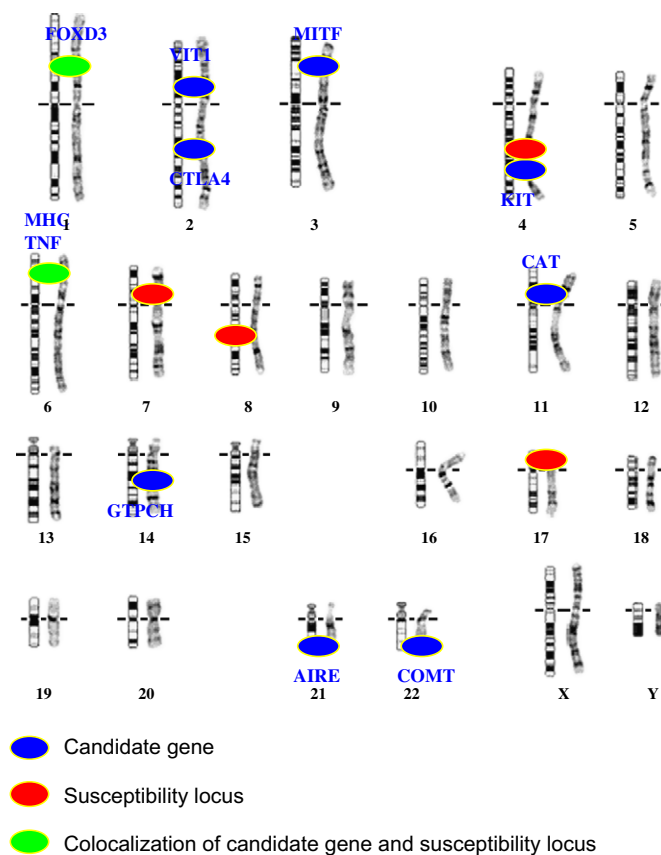 FOXD3
VIT1
MITF
CTLA4
KIT
1
2
3
4
5
MHC
TNF
CAT
6
7
8
9
10
11
12
GTPCH
13
14
15
16
17
18
AIRE
COMT
19
20
21
22
X
Y
Candidate gene
Susceptibility locus
Colocalization of candidate gene and susceptibility locus